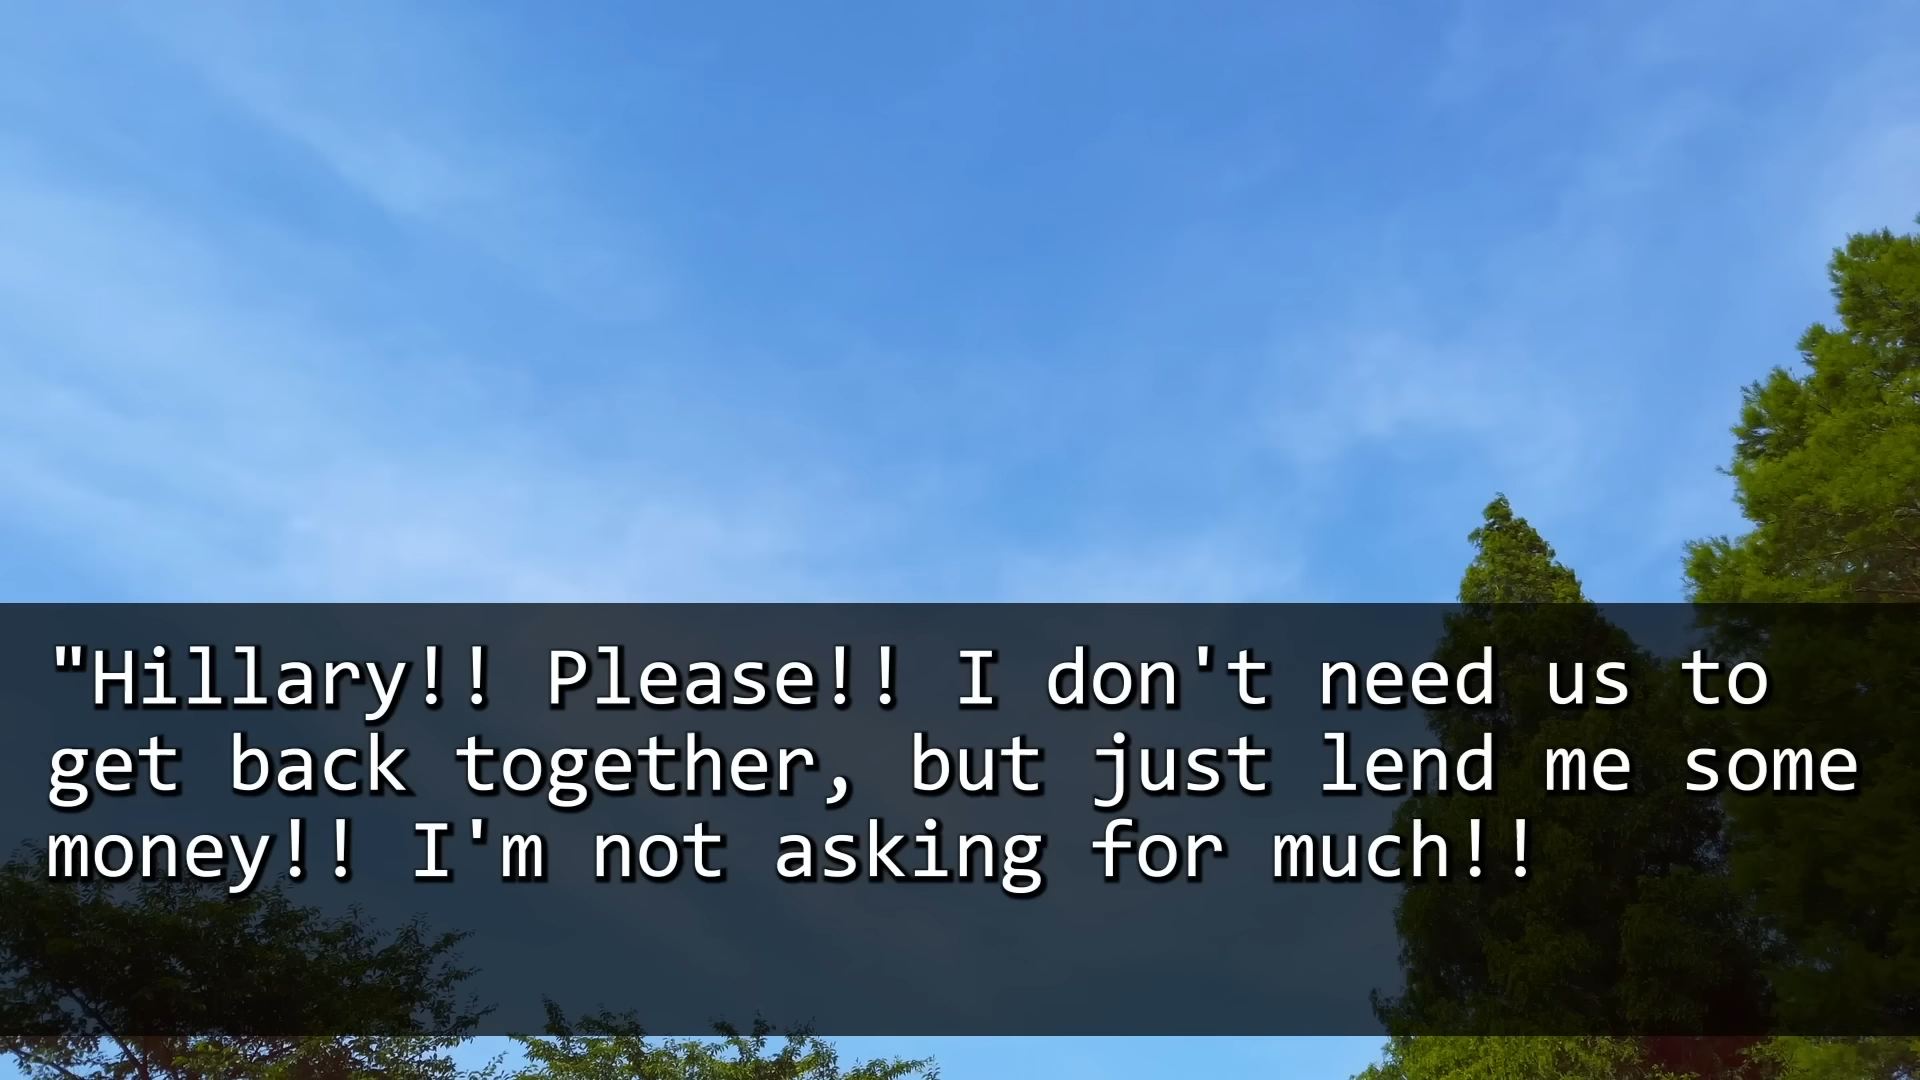 "Hillary!! Please!! I don't need us to
get back together, but just lend me some
money!! I'm not asking for much!!